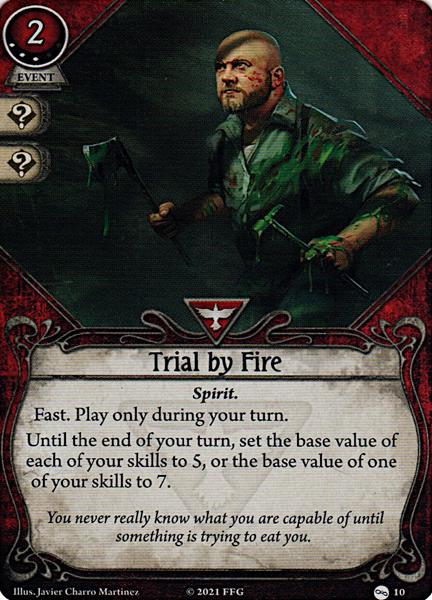 2
EVENT
?
?
Trial by Fire
Spirit.
Fast. Play only during your turn.
Until the end of your turn, set the base value of
each of your skills to 5, or the base value of one
of your skills to 7.
You never really know what you are capable of until
something is trying to eat you.
Illus. Javier Charro Martinez © 2021 FFG 10